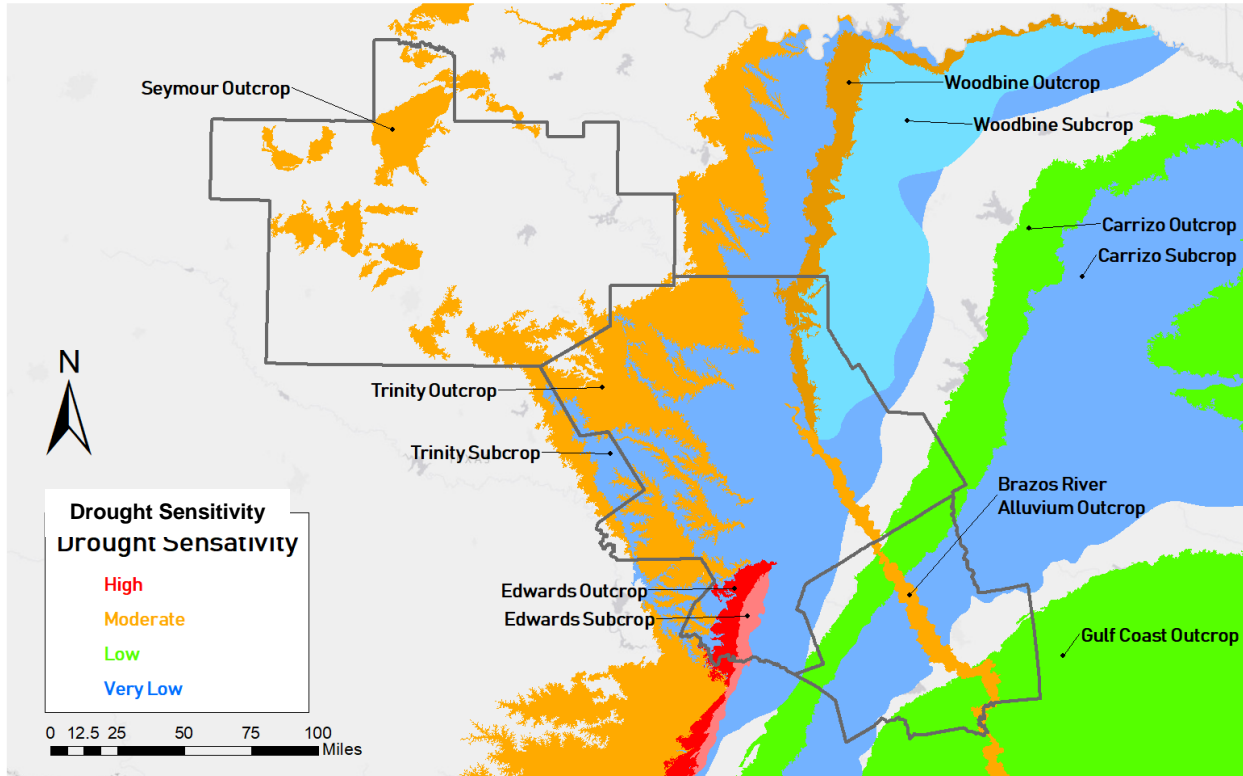 Seymour Outcrop
Woodbine Outcrop
Woodbine Subcrop
Carrizo Outcrop
Carrizo Subcrop
Trinity Outcrop
Trinity Subcrop
Brazos River
Alluvium Outcrop
Edwards Outcrop
Edwards Subcrop
Gulf Coast Outcrop
N
Drought Sensitivity
Drought Sensativity
High
Moderate
Low
Very Low
0 12.5 25 50 75 100
Miles